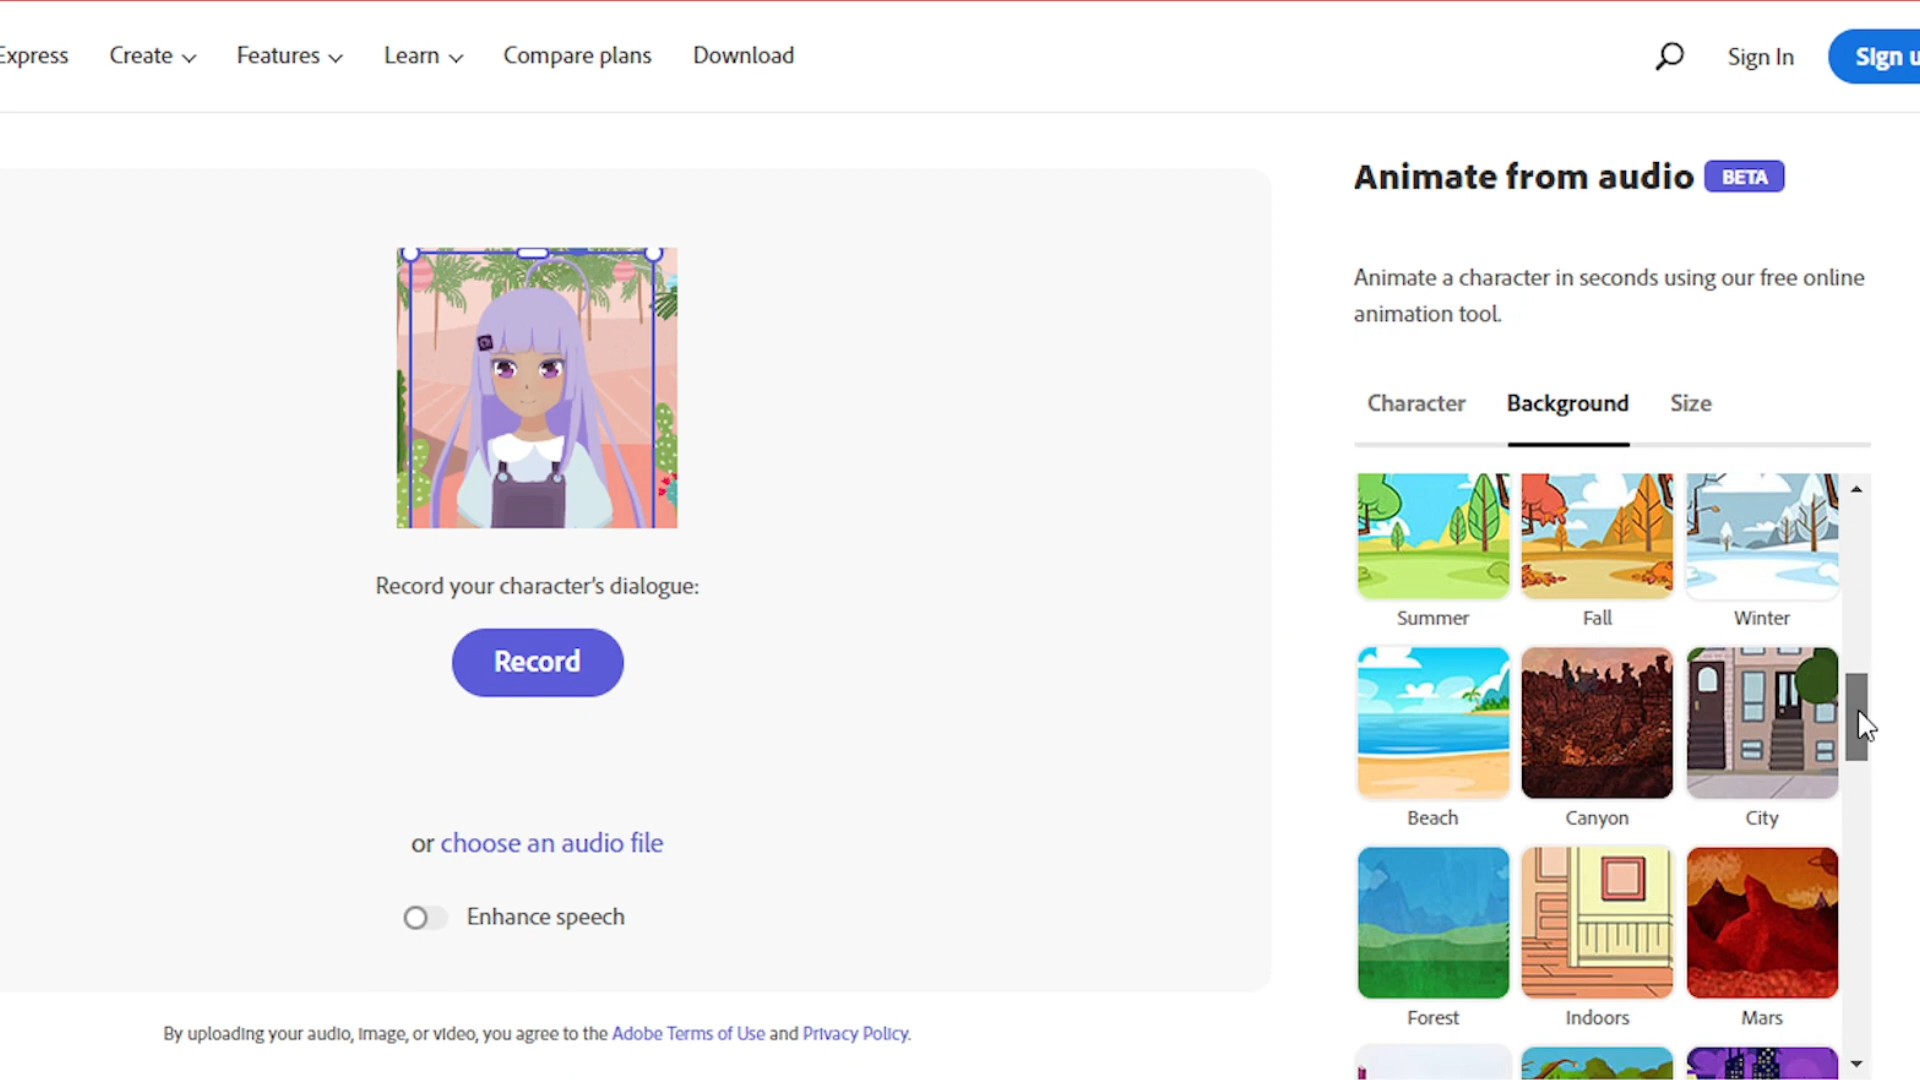 Express Create Features Learn Compare plans Download Sign In Sign u
Animate from audio BETA
Animate a character in seconds using our free online
animation tool.
Character Background Size
Summer Fall Winter
Beach Canyon City
Forest Indoors Mars
Record your character's dialogue:
Record
or choose an audio file
Enhance speech
By uploading your audio, image, or video, you agree to the Adobe Terms of Use and Privacy Policy.